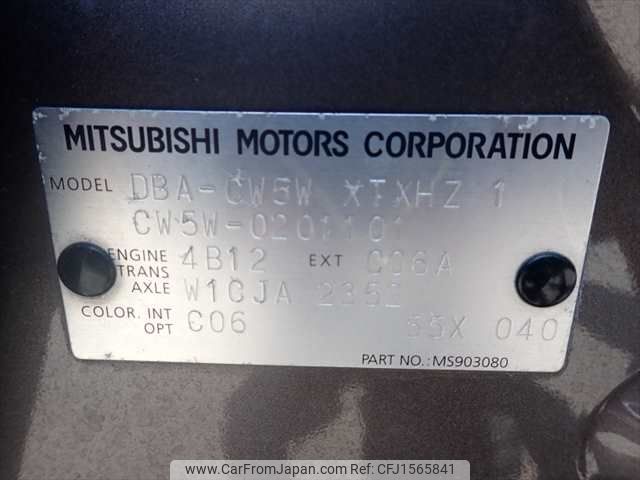 MITSUBISHI MOTORS CORPORATION
MODEL DBA-CW5W XTXHZ 1
CW5W-0201101
ENGINE 4B12 EXT C06A
TRANS AXLE W1CJA 2352
COLOR. INT OPT C06 55X 040
PART NO.: MS903080
www.CarFromJapan.com | Ref No. CFJ1565841